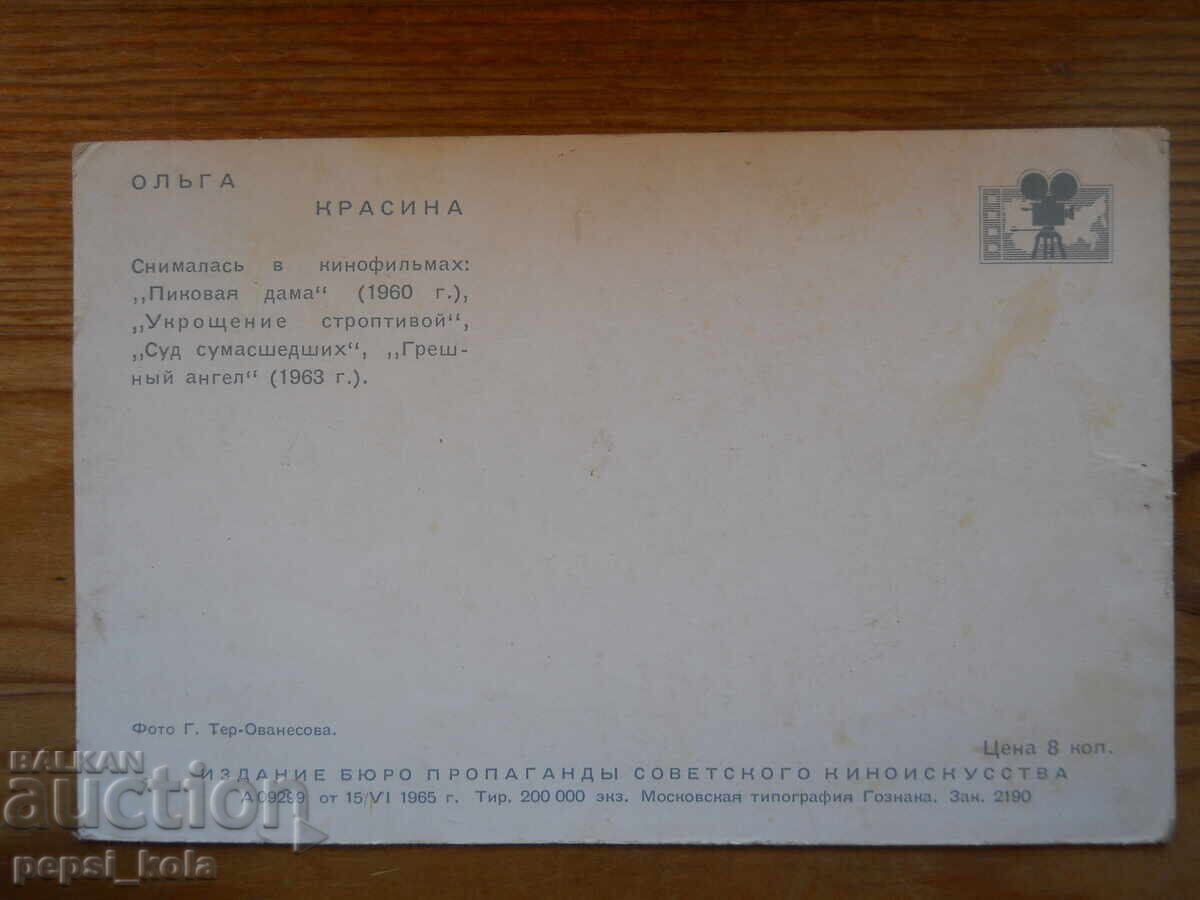 ОЛЬГА
КРАСИНА
Снималась в кинофильмах:
„Пиковая дама“ (1960 г.),
„Укрощение строптивой“,
„Суд сумасшедших“, „Греш-
ный ангел“ (1963 г.).
Фото Г. Тер-Ованесова.
Цена 8 коп.
ИЗДАНИЕ БЮРО ПРОПАГАНДЫ СОВЕТСКОГО КИНОИСКУССТВА
А09299 от 15/VI 1965 г. Тир. 200 000 экз. Московская типография Гознака. Зак. 2190
BALKAN
auction
pepsi_kola